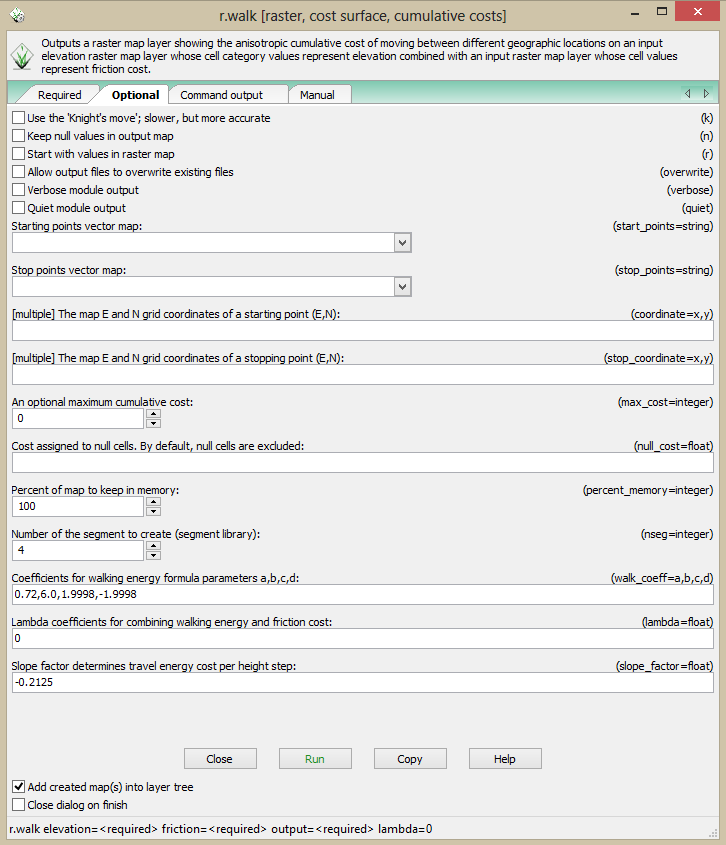 r.walk [raster, cost surface, cumulative costs]
Outputs a raster map layer showing the anisotropic cumulative cost of moving between different geographic locations on an input
elevation raster map layer whose cell category values represent elevation combined with an input raster map layer whose cell values
represent friction cost.
Required Optional Command output Manual
Use the 'Knight's move'; slower, but more accurate (k)
Keep null values in output map (n)
Start with values in raster map (r)
Allow output files to overwrite existing files (overwrite)
Verbose module output (verbose)
Quiet module output (quiet)
Starting points vector map: (start_points=string)
Stop points vector map: (stop_points=string)
[multiple] The map E and N grid coordinates of a starting point (E,N): (coordinate=x,y)
[multiple] The map E and N grid coordinates of a stopping point (E,N): (stop_coordinate=x,y)
An optional maximum cumulative cost: (max_cost=integer)
0
Cost assigned to null cells. By default, null cells are excluded: (null_cost=float)
Percent of map to keep in memory: (percent_memory=integer)
100
Number of the segment to create (segment library): (nseg=integer)
4
Coefficients for walking energy formula parameters a,b,c,d: (walk_coeff=a,b,c,d)
0.72,6.0,1.9998,-1.9998
Lambda coefficients for combining walking energy and friction cost: (lambda=float)
0
Slope factor determines travel energy cost per height step: (slope_factor=float)
-0.2125
Close Run Copy Help
Add created map(s) into layer tree
Close dialog on finish
r.walk elevation=<required> friction=<required> output=<required> lambda=0